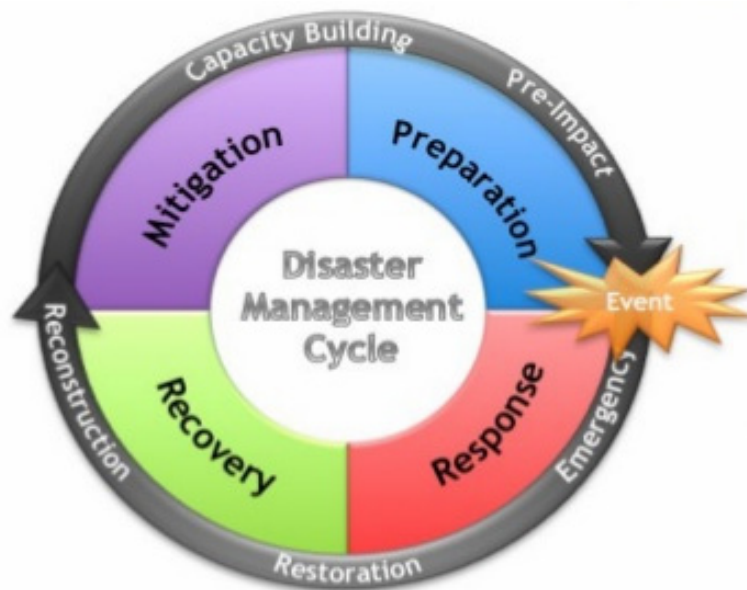 Capacity Building
Pre-Impact
Mitigation
Preparation
Disaster
Management
Cycle
Event
Reconstruction
Recovery
Response
Emergency
Restoration